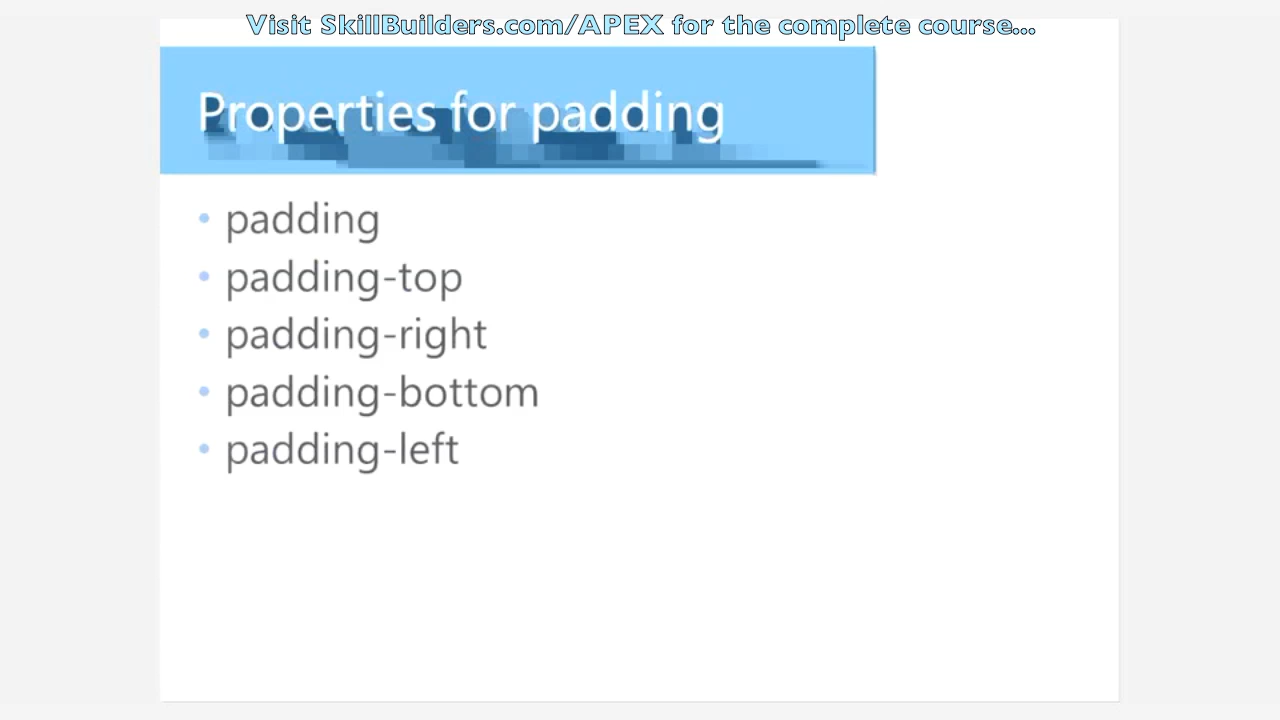 Visit SkillBuilders.com/APEX for the complete course...
Properties for padding
• padding
• padding-top
• padding-right
• padding-bottom
• padding-left